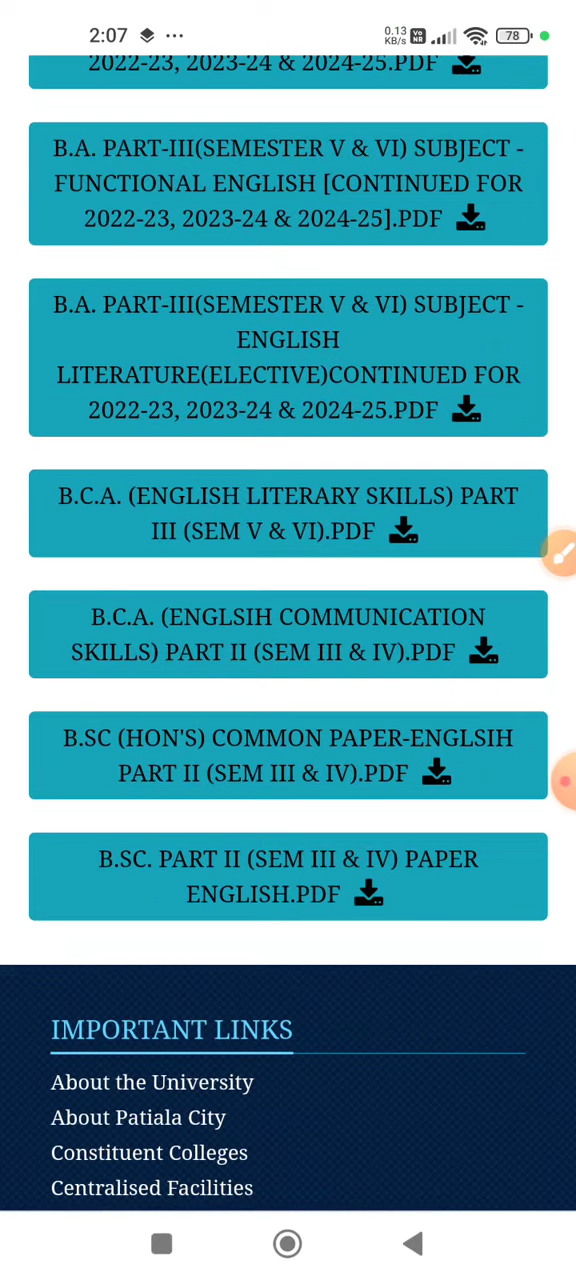 2:07 ...
0.13 KB/s Vo NR 78
2022-23, 2023-24 & 2024-25.PDF
B.A. PART-III(SEMESTER V & VI) SUBJECT -
FUNCTIONAL ENGLISH [CONTINUED FOR
2022-23, 2023-24 & 2024-25].PDF
B.A. PART-III(SEMESTER V & VI) SUBJECT -
ENGLISH
LITERATURE(ELECTIVE)CONTINUED FOR
2022-23, 2023-24 & 2024-25.PDF
B.C.A. (ENGLISH LITERARY SKILLS) PART
III (SEM V & VI).PDF
B.C.A. (ENGLSIH COMMUNICATION
SKILLS) PART II (SEM III & IV).PDF
B.SC (HON'S) COMMON PAPER-ENGLSIH
PART II (SEM III & IV).PDF
B.SC. PART II (SEM III & IV) PAPER
ENGLISH.PDF
IMPORTANT LINKS
About the University
About Patiala City
Constituent Colleges
Centralised Facilities